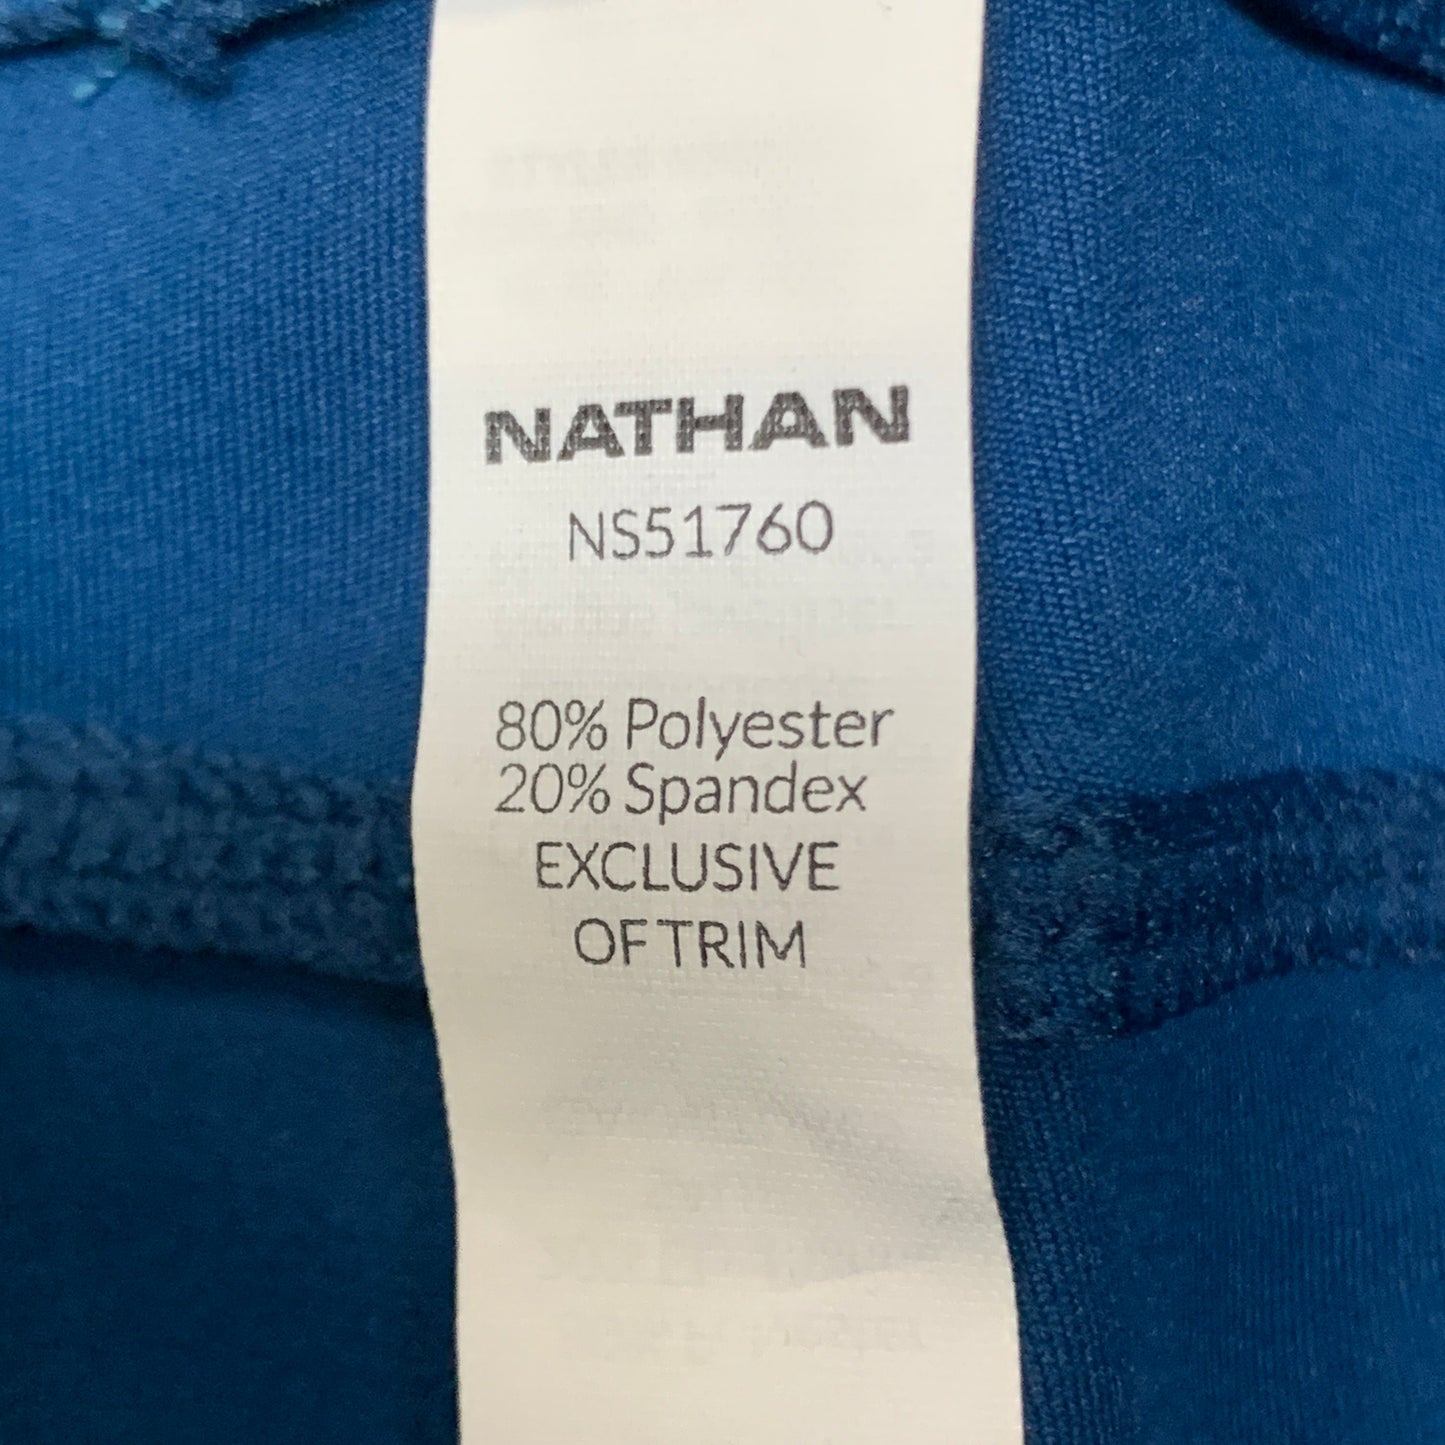 NATHAN
NS51760
80% Polyester
20% Spandex
EXCLUSIVE
OF TRIM